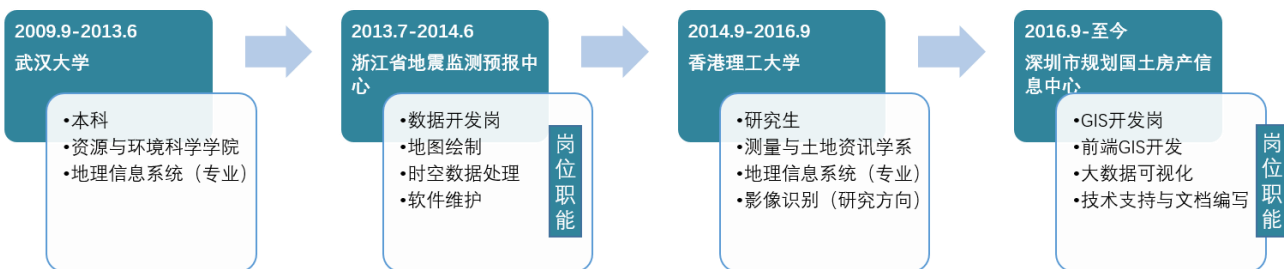 2009.9-2013.6
武汉大学
•本科
•资源与环境科学学院
•地理信息系统（专业）
2013.7-2014.6
浙江省地震监测预报中
心
•数据开发岗
•地图绘制
•时空数据处理
•软件维护
岗位职能
2014.9-2016.9
香港理工大学
•研究生
•测量与土地资讯学系
•地理信息系统（专业）
•影像识别（研究方向）
2016.9-至今
深圳市规划国土房产信
息中心
•GIS开发岗
•前端GIS开发
•大数据可视化
•技术支持与文档编写
岗位职能